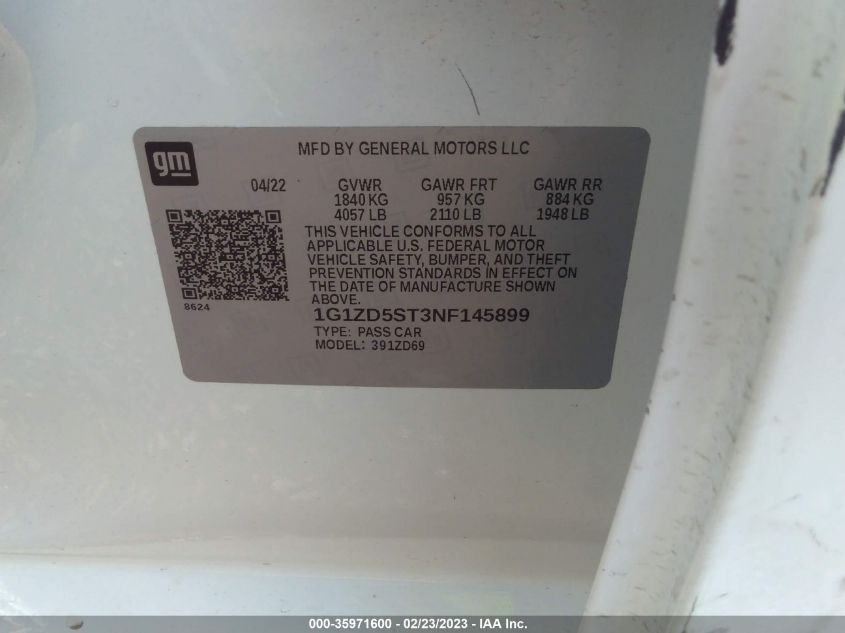 gm
MFD BY GENERAL MOTORS LLC
04/22 GVWR GAWR FRT GAWR RR
1840 KG 957 KG 884 KG
4057 LB 2110 LB 1948 LB
THIS VEHICLE CONFORMS TO ALL
APPLICABLE U.S. FEDERAL MOTOR
VEHICLE SAFETY, BUMPER, AND THEFT
PREVENTION STANDARDS IN EFFECT ON
THE DATE OF MANUFACTURE SHOWN
ABOVE.
8624
1G1ZD5ST3NF145899
TYPE: PASS CAR
MODEL: 391ZD69
000-35971600 - 02/23/2023 - IAA Inc.